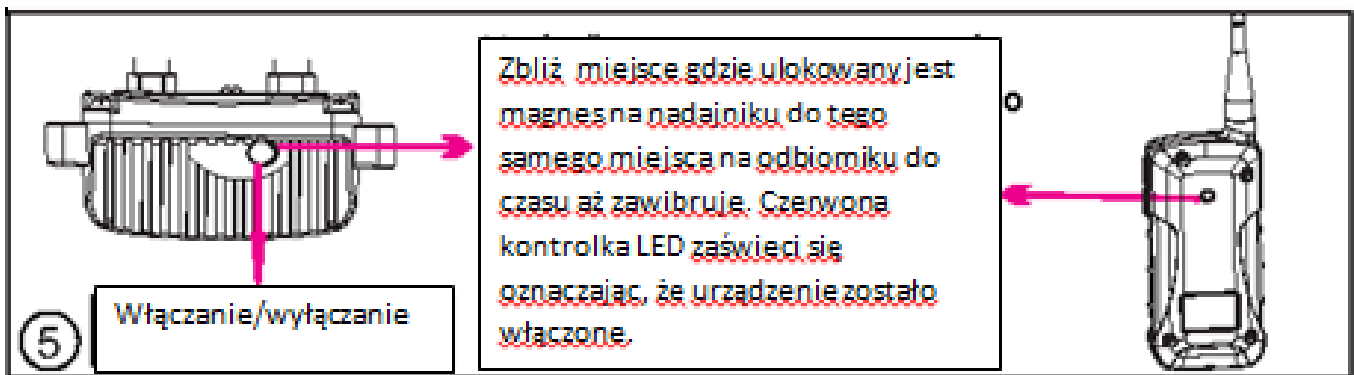 Zbliż miejsce gdzie ulokowany jest
magnes na nadajniku do tego
samego miejsca na odbiorniku do
czasu aż zawibruje. Czerwona
kontrolka LED zaświeci się
oznaczając, że urządzenie zostało
włączone.
Włączanie/wyłączanie
5